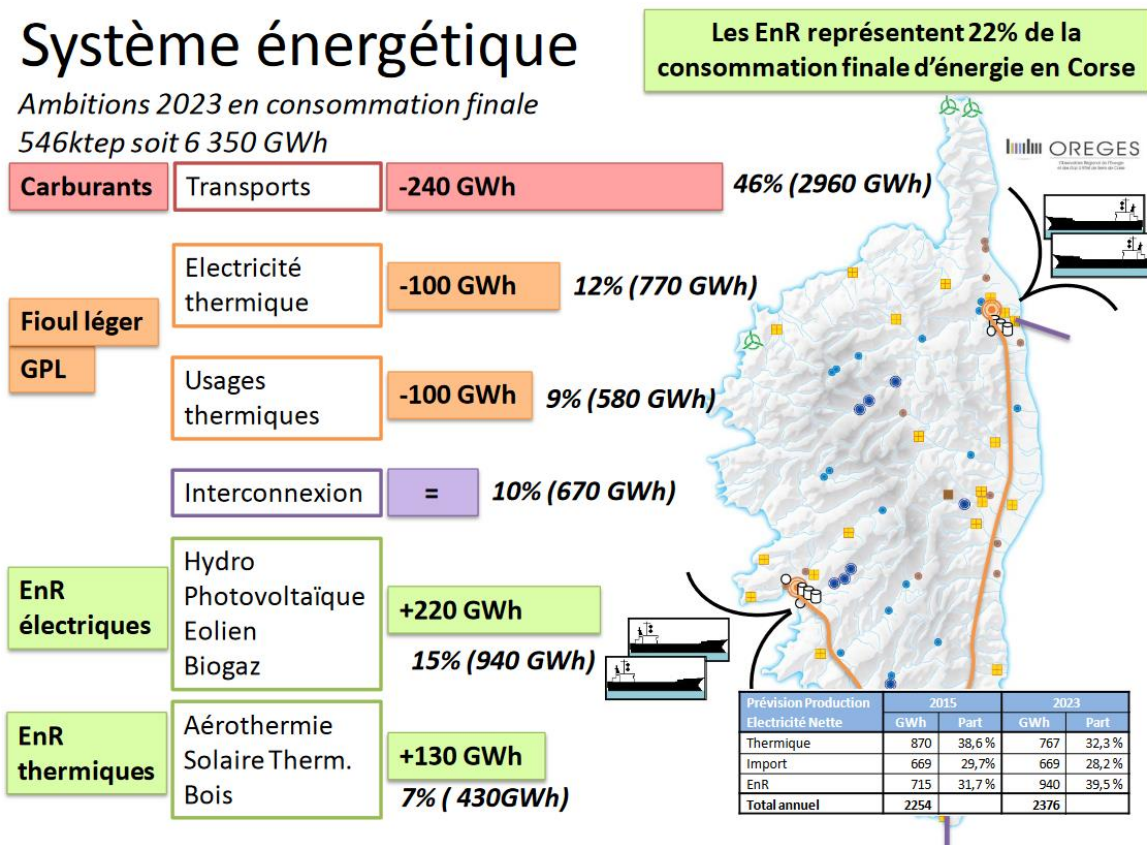 Système énergétique
Ambitions 2023 en consommation finale
546ktep soit 6 350 GWh
Les EnR représentent 22% de la
consommation finale d'énergie en Corse
OREGES
Carburants
Transports
-240 GWh
46% (2960 GWh)
Fioul léger
GPL
Electricité
thermique
-100 GWh
12% (770 GWh)
Usages
thermiques
-100 GWh
9% (580 GWh)
Interconnexion
=
10% (670 GWh)
EnR
électriques
Hydro
Photovoltaïque
Eolien
Biogaz
+220 GWh
15% (940 GWh)
EnR
thermiques
Aérothermie
Solaire Therm.
Bois
+130 GWh
7% ( 430GWh)
Prévision Production 2015 2023
Electricité Nette GWh Part GWh Part
Thermique 870 38,6 % 767 32,3 %
Import 669 29,7% 669 28,2 %
EnR 715 31,7 % 940 39,5 %
Total annuel 2254 2376